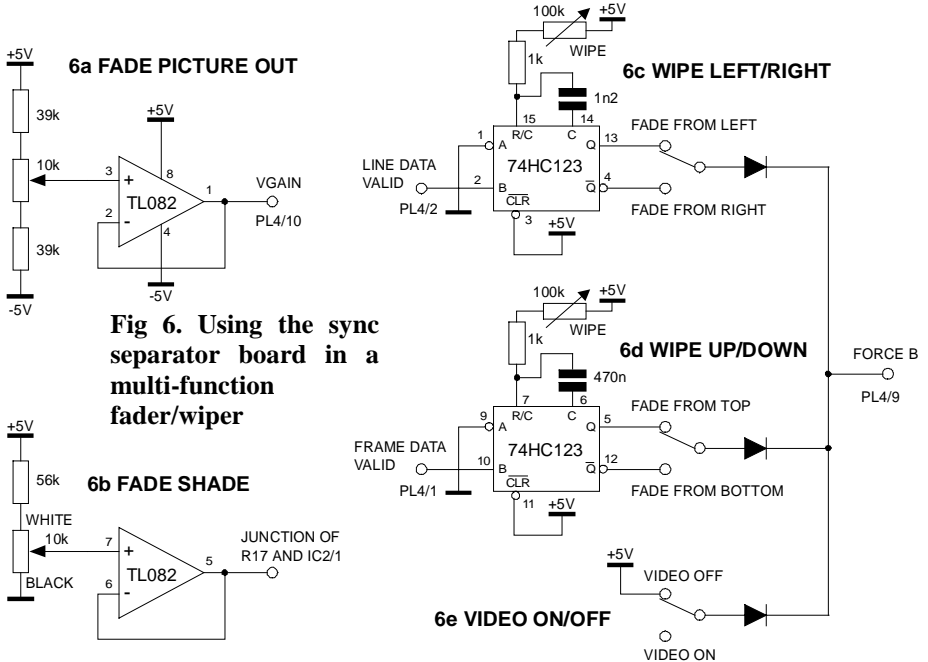 6a FADE PICTURE OUT
+5V
39k
10k
39k
-5V
+5V
3
+
8
TL082
1
2
-
4
-5V
VGAIN
PL4/10
Fig 6. Using the sync
separator board in a
multi-function
fader/wiper
6b FADE SHADE
+5V
56k
WHITE
10k
BLACK
7
+
TL082
5
6
-
JUNCTION OF
R17 AND IC2/1
6c WIPE LEFT/RIGHT
100k
+5V
WIPE
1k
1n2
15
14
R/C
C
1
A
Q
13
74HC123
LINE DATA
VALID
PL4/2
2
B
Q
4
CLR
3
+5V
FADE FROM LEFT
FADE FROM RIGHT
6d WIPE UP/DOWN
100k
+5V
WIPE
1k
470n
7
6
R/C
C
9
A
Q
5
74HC123
FRAME DATA
VALID
PL4/1
10
B
Q
12
CLR
11
+5V
FADE FROM TOP
FADE FROM BOTTOM
FORCE B
PL4/9
6e VIDEO ON/OFF
+5V
VIDEO OFF
VIDEO ON